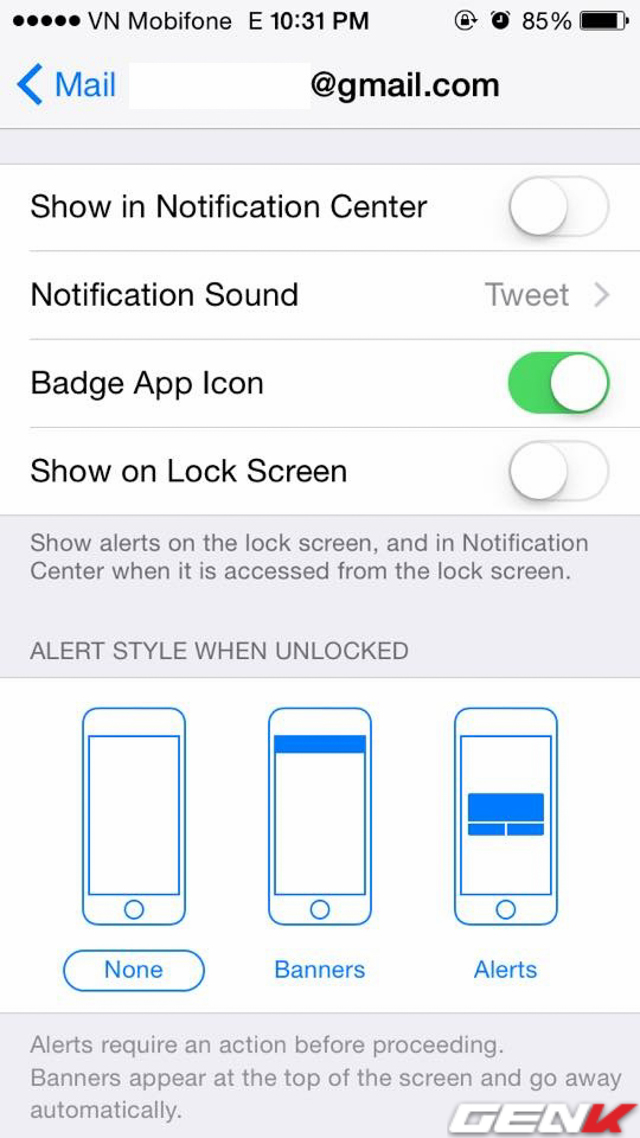 VN Mobifone E 10:31 PM 85%
Mail @gmail.com
Show in Notification Center
Notification Sound Tweet
Badge App Icon
Show on Lock Screen
Show alerts on the lock screen, and in Notification
Center when it is accessed from the lock screen.
ALERT STYLE WHEN UNLOCKED
None Banners Alerts
Alerts require an action before proceeding.
Banners appear at the top of the screen and go away
automatically.
GENK